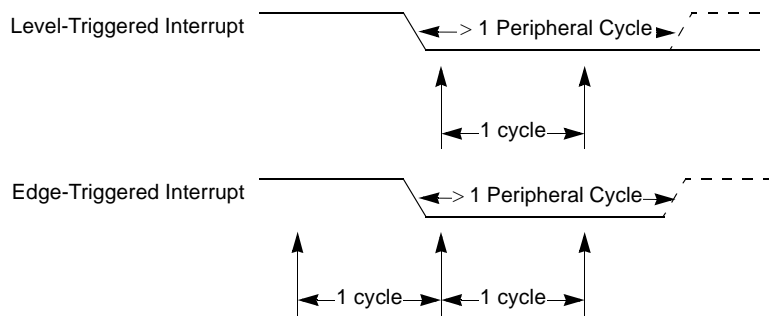 Level-Triggered Interrupt
> 1 Peripheral Cycle
1 cycle
Edge-Triggered Interrupt
> 1 Peripheral Cycle
1 cycle
1 cycle